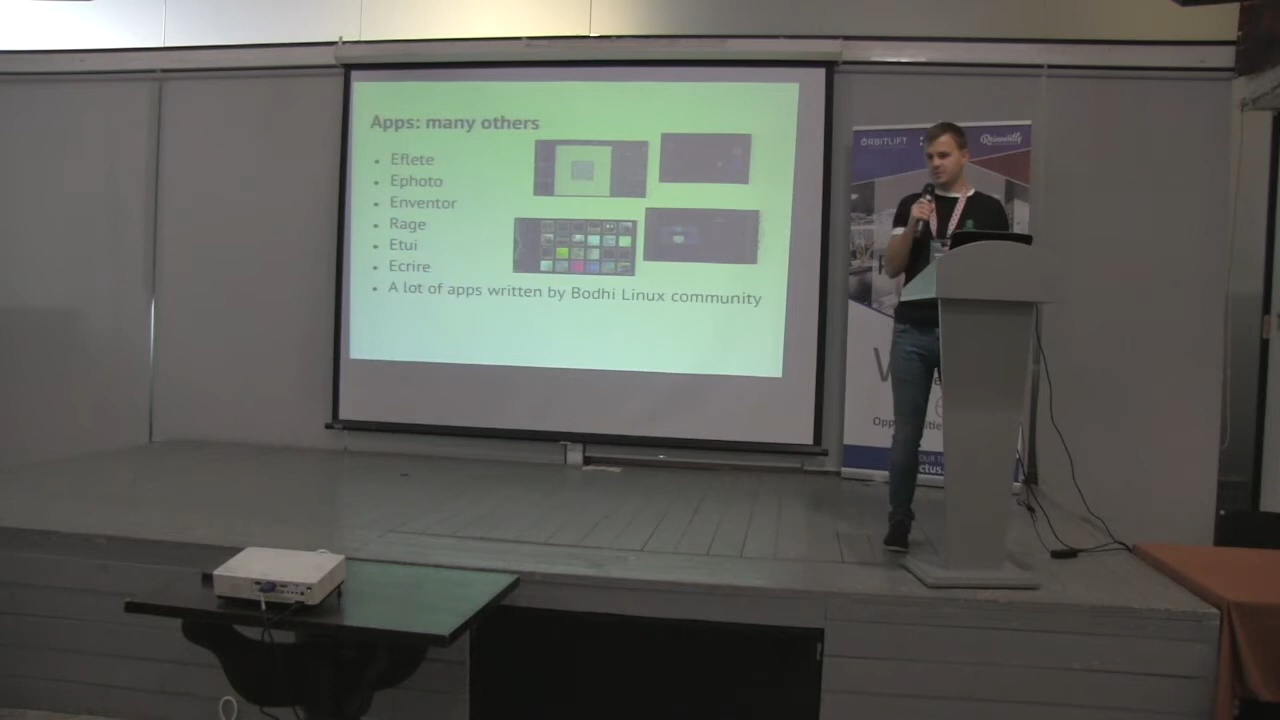 Apps: many others
• Eflete
• Ephoto
• Enventor
• Rage
• Etui
• Ecrire
• A lot of apps written by Bodhi Linux community
ORBITLIFT